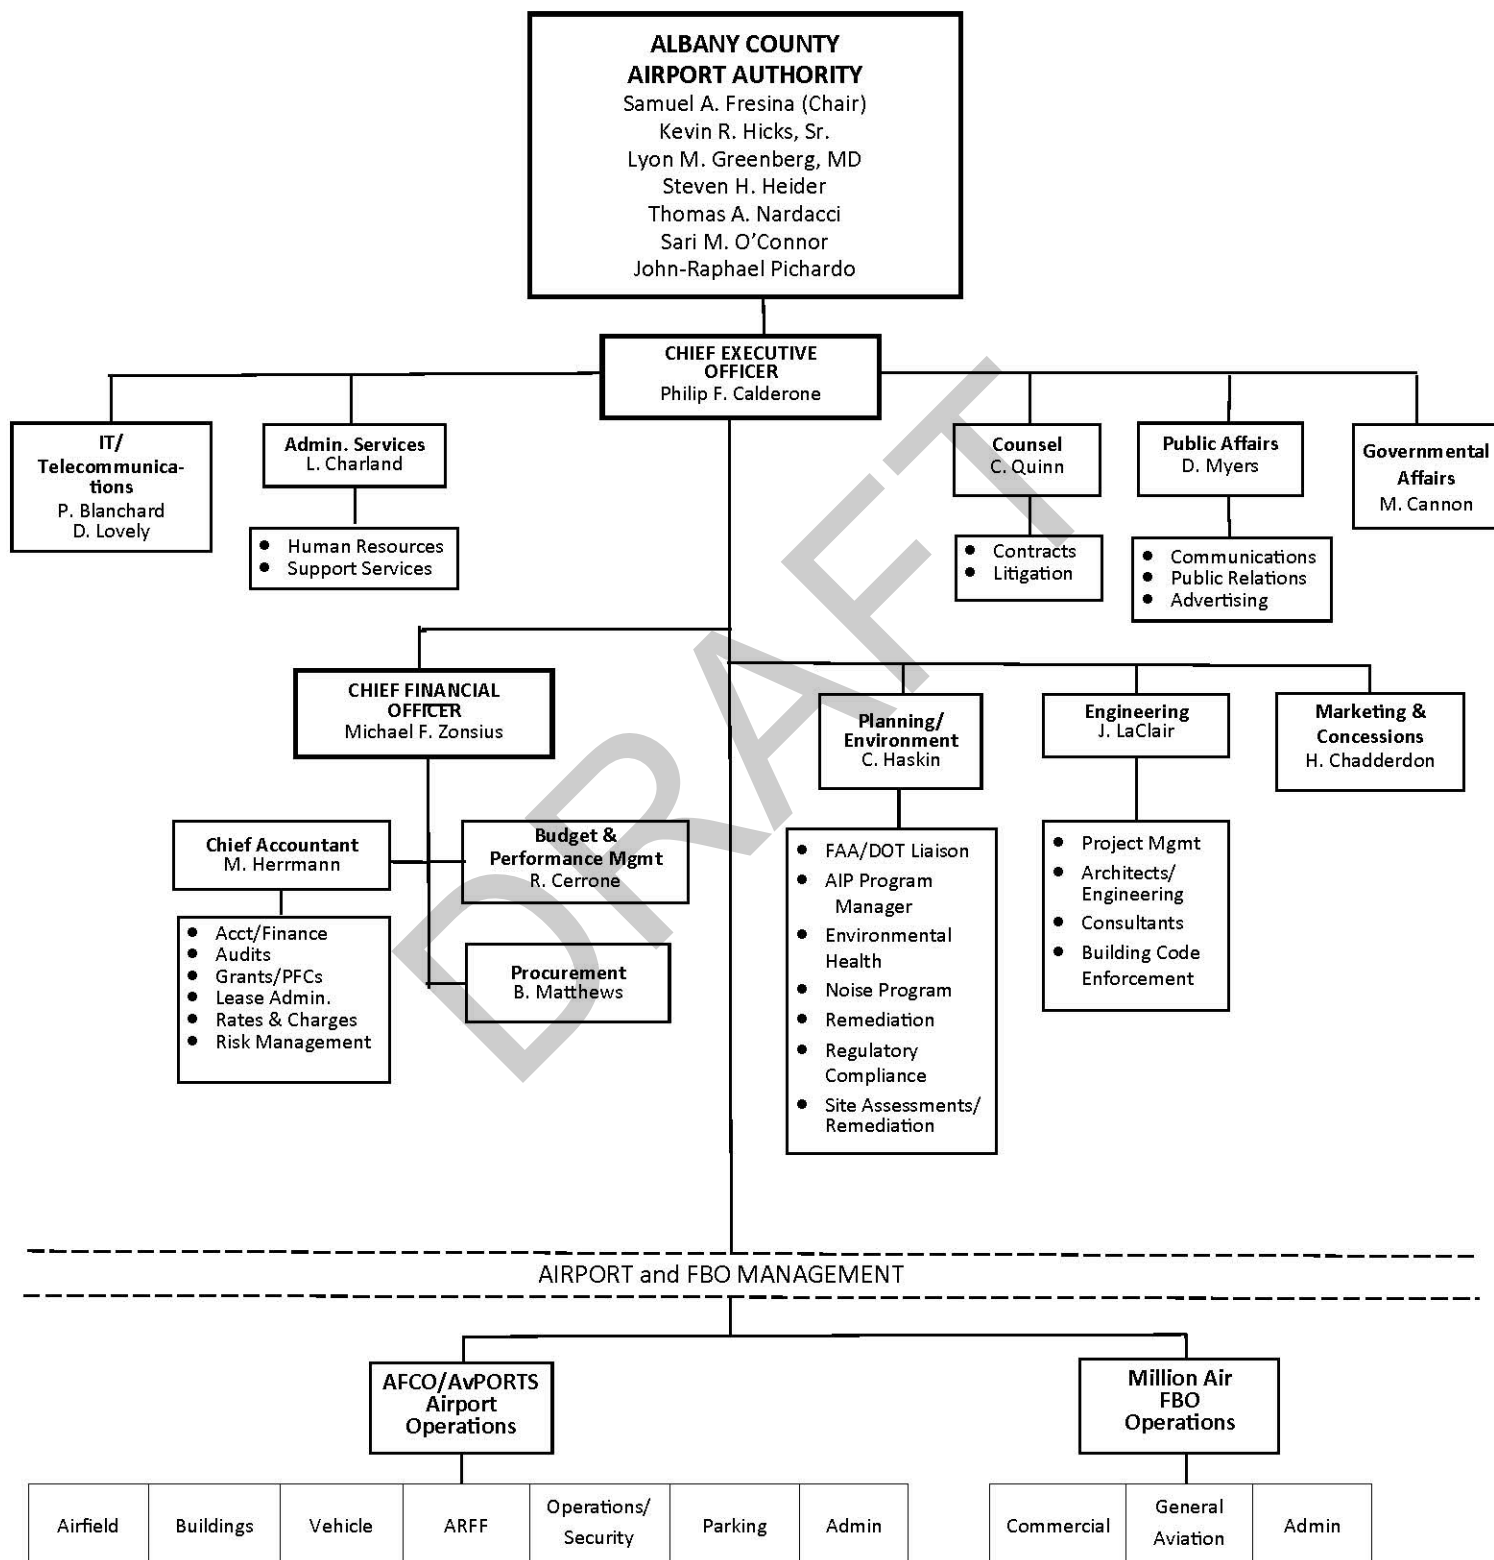 ALBANY COUNTY
AIRPORT AUTHORITY
Samuel A. Fresina (Chair)
Kevin R. Hicks, Sr.
Lyon M. Greenberg, MD
Steven H. Heider
Thomas A. Nardacci
Sari M. O’Connor
John-Raphael Pichardo
CHIEF EXECUTIVE
OFFICER
Philip F. Calderone
IT/
Telecommunica-
tions
P. Blanchard
D. Lovely
Admin. Services
L. Charland
● Human Resources
● Support Services
Counsel
C. Quinn
● Contracts
● Litigation
Public Affairs
D. Myers
● Communications
● Public Relations
● Advertising
Governmental
Affairs
M. Cannon
CHIEF FINANCIAL
OFFICER
Michael F. Zonsius
Chief Accountant
M. Herrmann
● Acct/Finance
● Audits
● Grants/PFCs
● Lease Admin.
● Rates & Charges
● Risk Management
Budget &
Performance Mgmt
R. Cerrone
Procurement
B. Matthews
Planning/
Environment
C. Haskin
● FAA/DOT Liaison
● AIP Program
Manager
● Environmental
Health
● Noise Program
● Remediation
● Regulatory
Compliance
● Site Assessments/
Remediation
Engineering
J. LaClair
● Project Mgmt
● Architects/
Engineering
● Consultants
● Building Code
Enforcement
Marketing &
Concessions
H. Chadderdon
DRAFT
AIRPORT and FBO MANAGEMENT
AFCO/AvPORTS
Airport
Operations
Airfield
Buildings
Vehicle
ARFF
Operations/
Security
Parking
Admin
Million Air
FBO
Operations
Commercial
General
Aviation
Admin